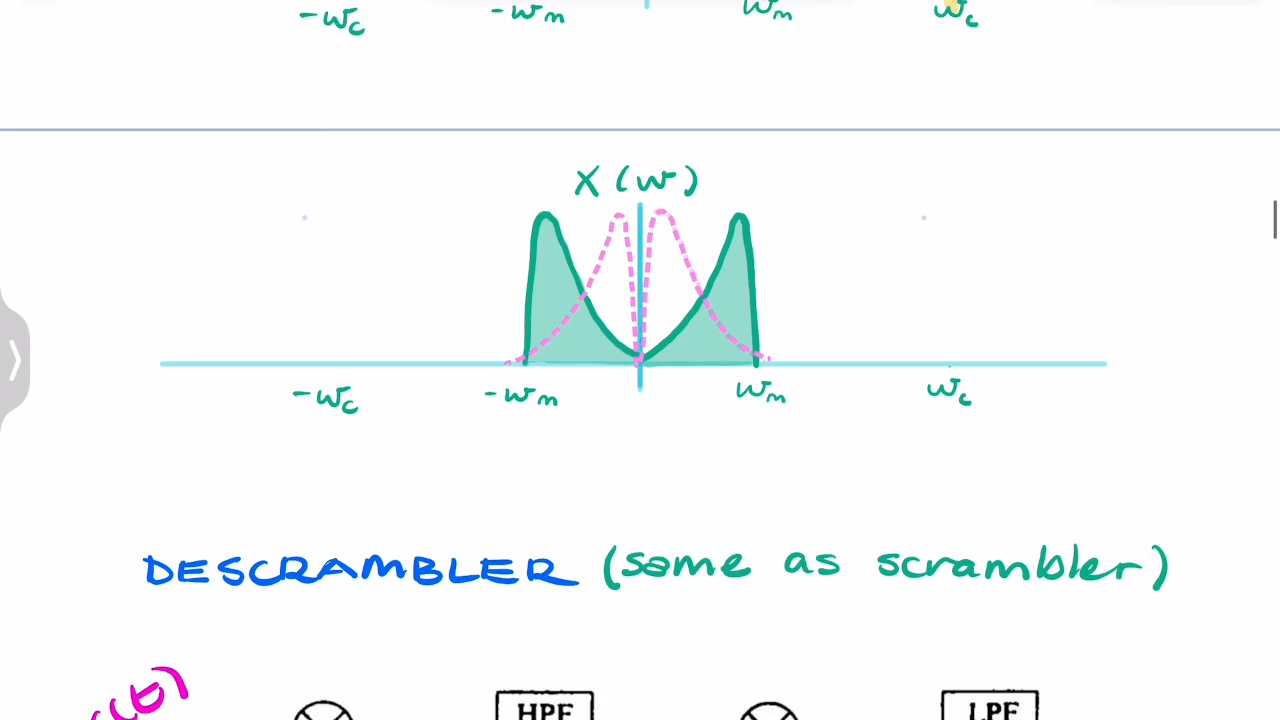 -ωc -ωm ωm ωc
X(ω)
-ωc -ωm ωm ωc
DESCRAMBLER (same as scrambler)
(t)
HPF LPF